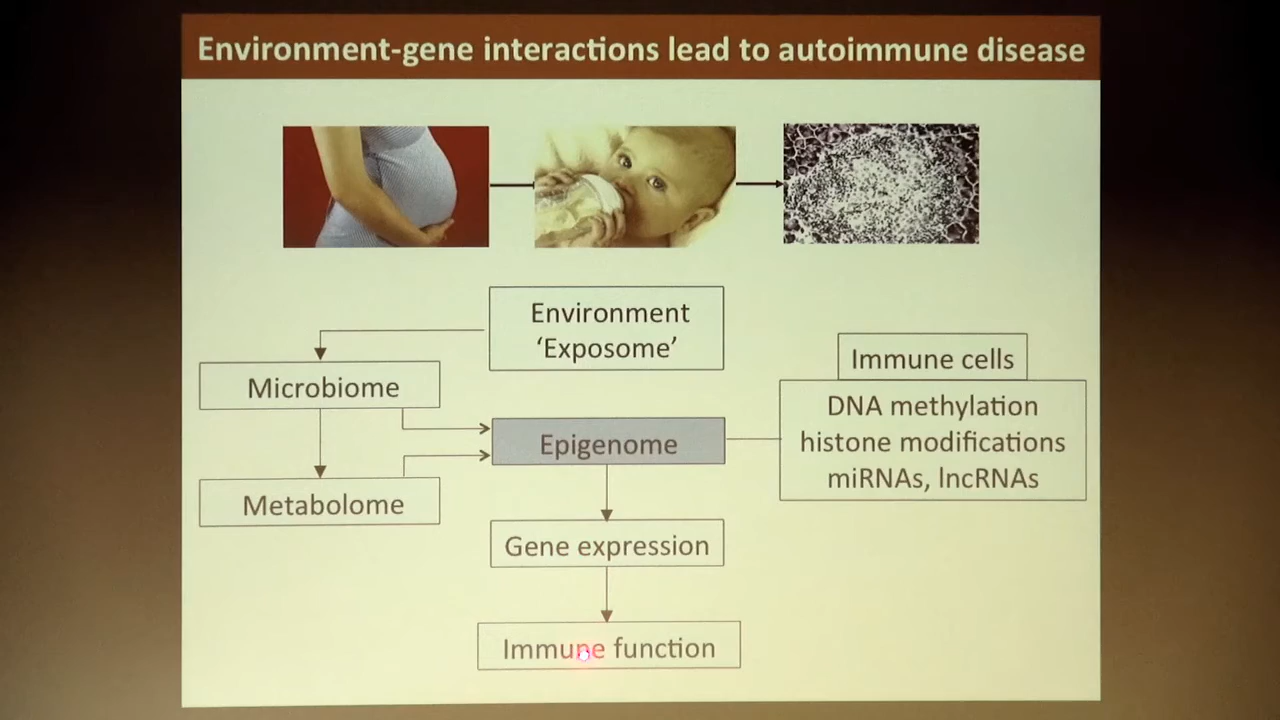 Environment-gene interactions lead to autoimmune disease
Environment
‘Exposome’
Microbiome
Metabolome
Epigenome
Gene expression
Immune function
Immune cells
DNA methylation
histone modifications
miRNAs, lncRNAs